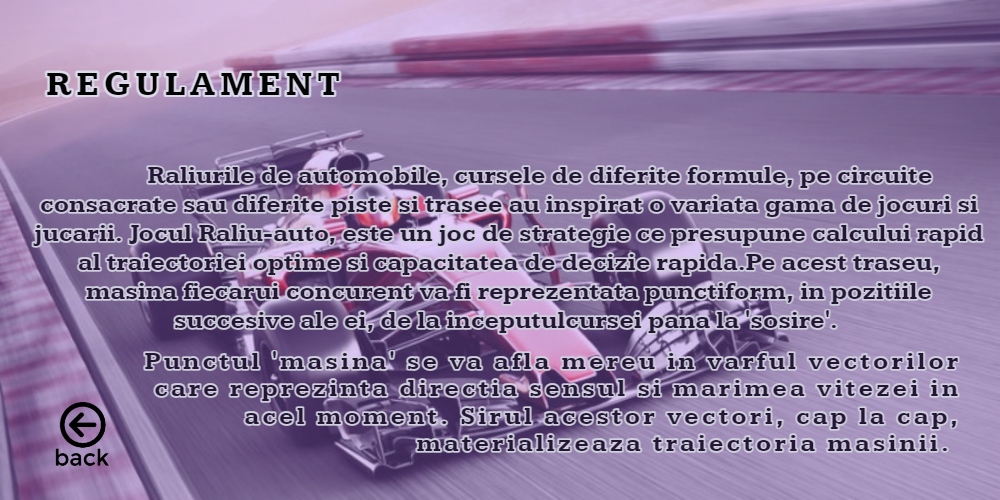 REGULAMENT
Raliurile de automobile, cursele de diferite formule, pe circuite
consacrate sau diferite piste si trasee au inspirat o variata gama de jocuri si
jucarii. Jocul Raliu-auto, este un joc de strategie ce presupune calculul rapid
al traiectoriei optime si capacitatea de decizie rapida.Pe acest traseu,
masina fiecarui concurent va fi reprezentata punctiform, in pozitiile
succesive ale ei, de la inceputulcursei pana la 'sosire'.
Punctul 'masina' se va afla mereu in varful vectorilor
care reprezinta directia sensul si marimea vitezei in
acel moment. Sirul acestor vectori, cap la cap,
materializeaza traiectoria masinii.
back